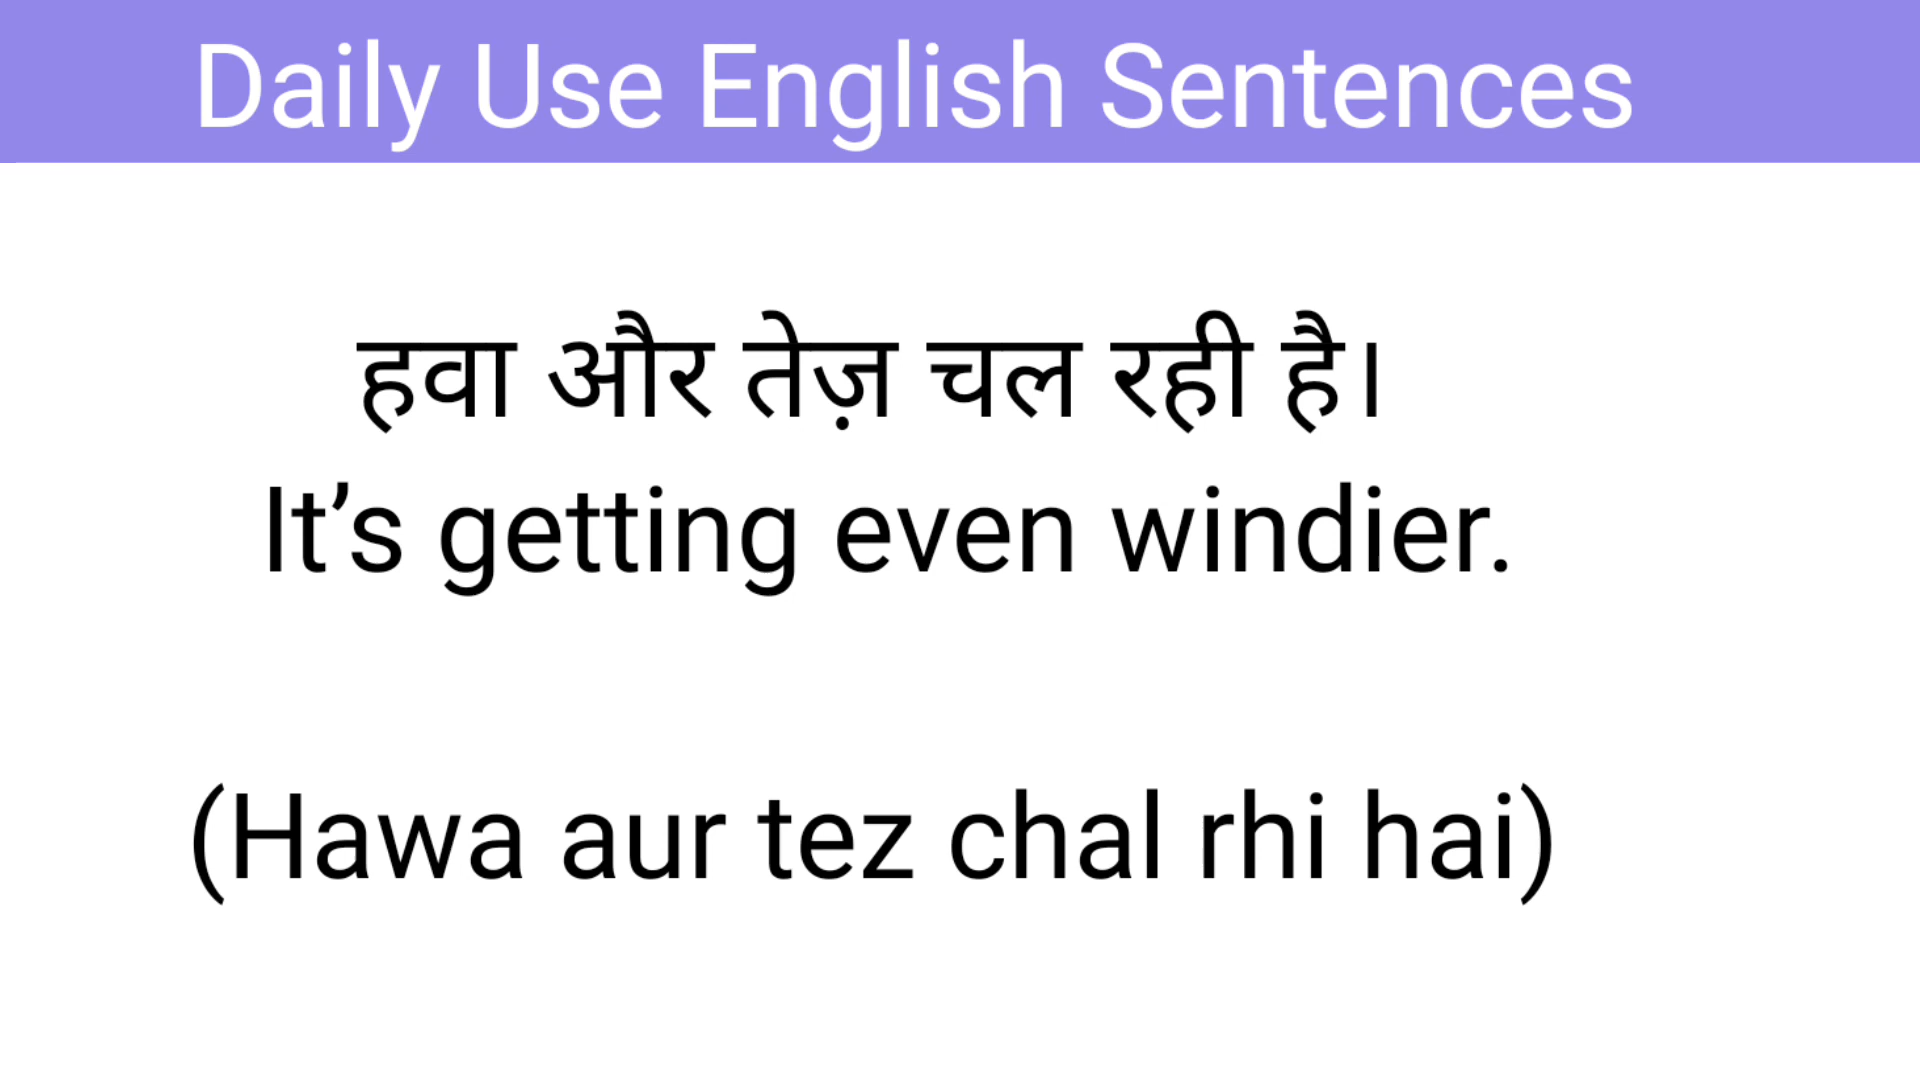 Daily Use English Sentences
हवा और तेज़ चल रही है।
It’s getting even windier.
(Hawa aur tez chal rhi hai)